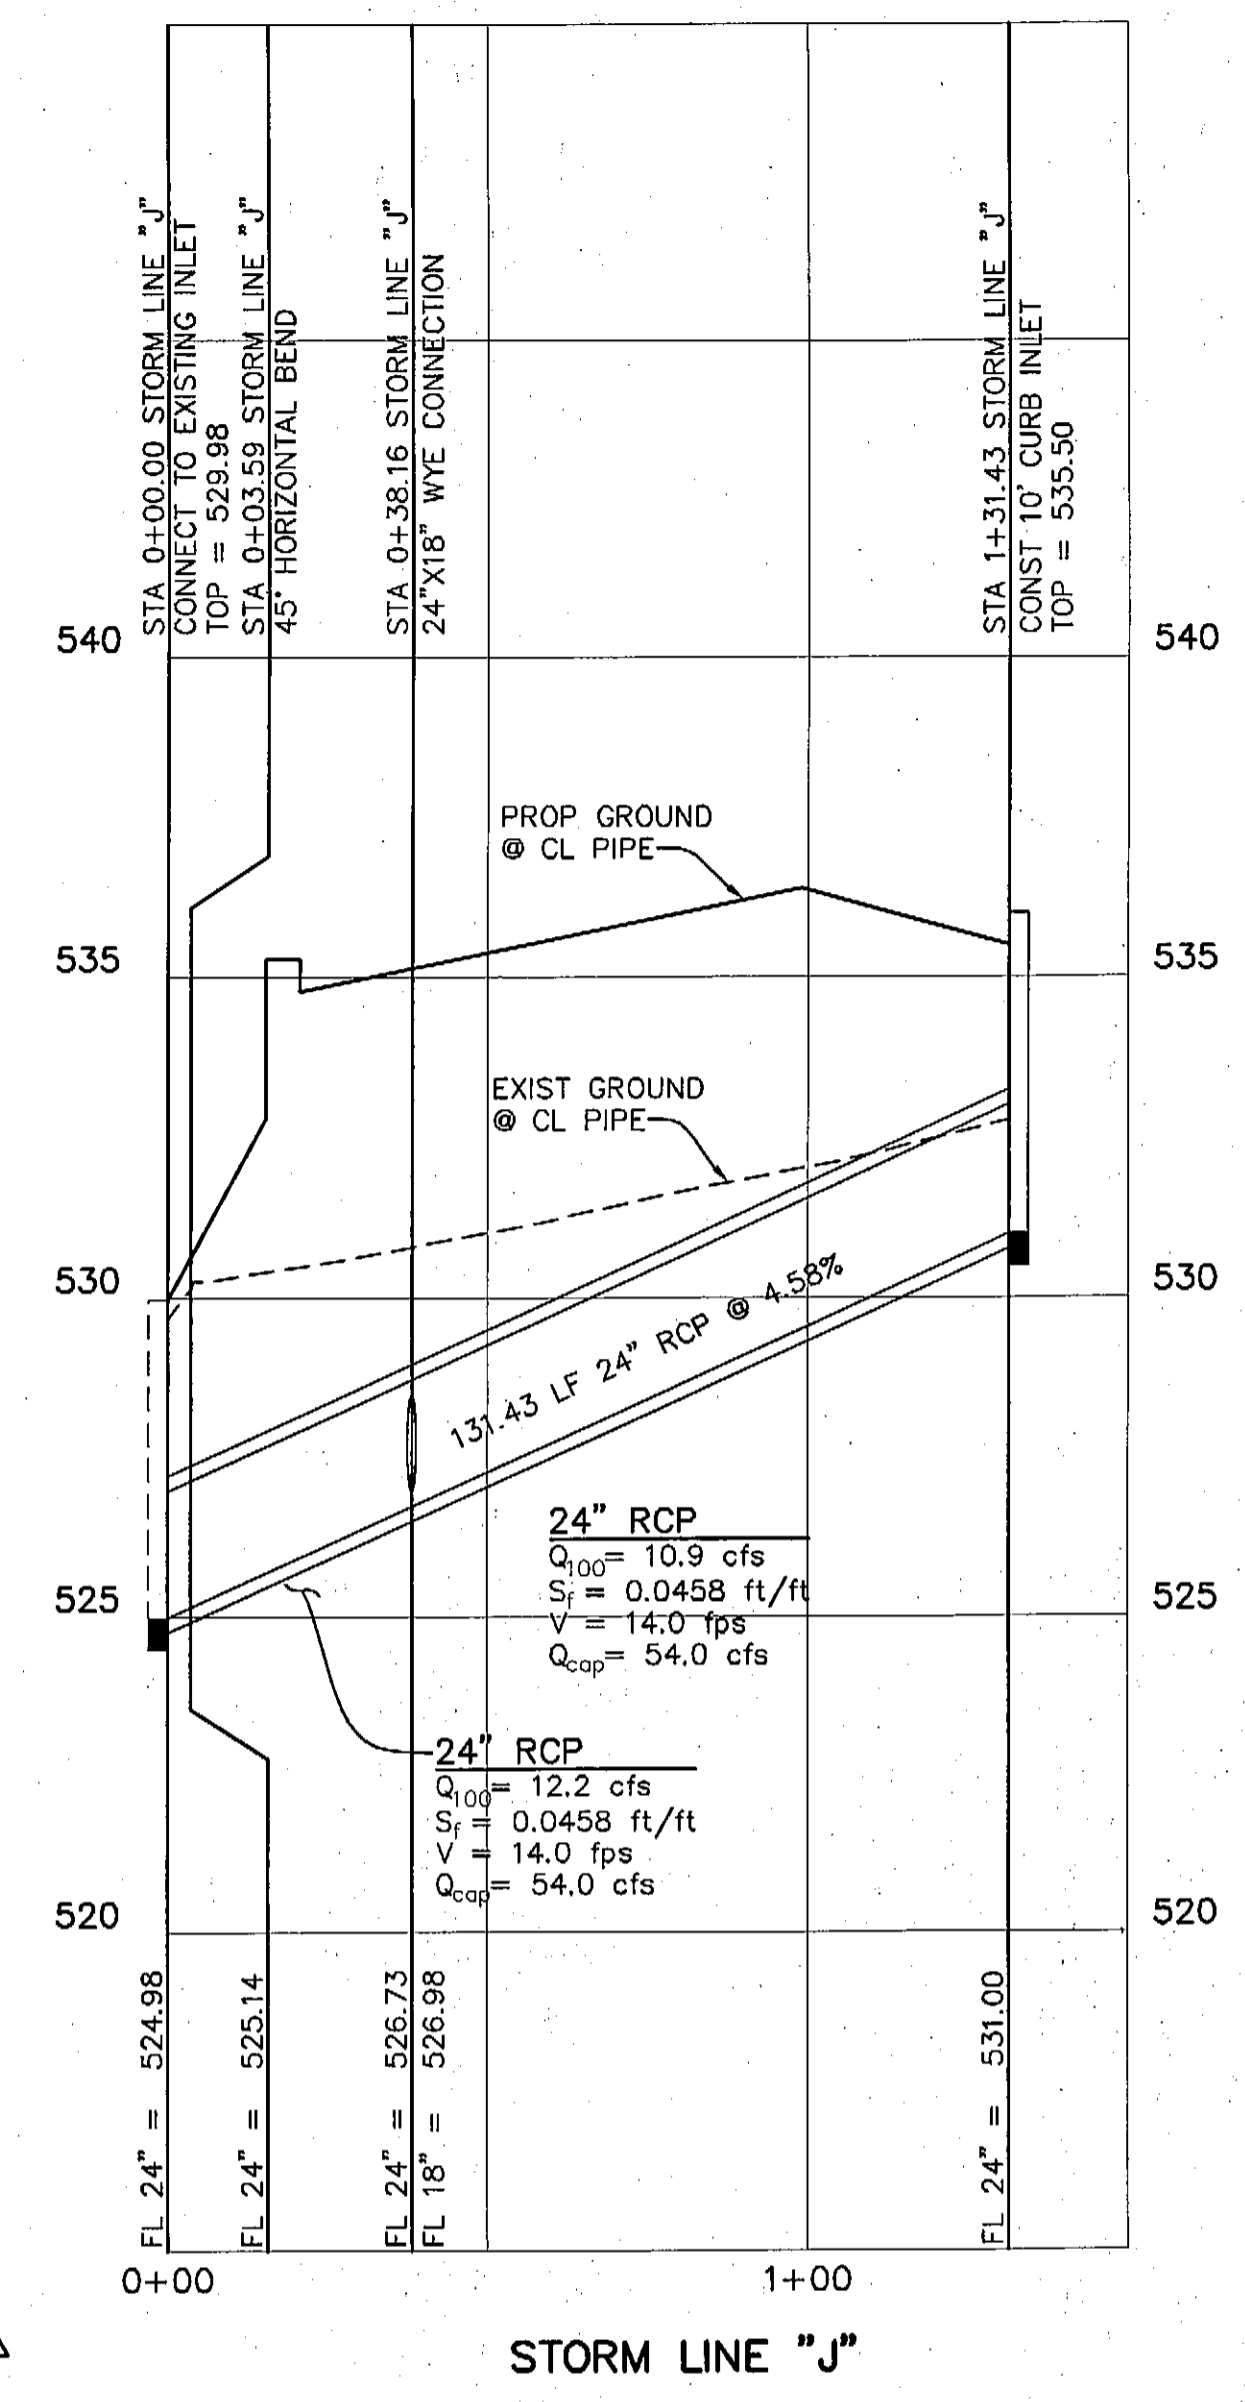 STA 0+00.00 STORM LINE "J"
CONNECT TO EXISTING INLET
TOP = 529.98
STA 0+03.59 STORM LINE "J"
45° HORIZONTAL BEND
STA 0+38.16 STORM LINE "J"
24"X18" WYE CONNECTION
STA 1+31.43 STORM LINE "J"
CONST 10' CURB INLET
TOP = 535.50
540
540
PROP GROUND
@ CL PIPE
535
535
EXIST GROUND
@ CL PIPE
530
530
131.43 LF 24" RCP @ 4.58%
24" RCP
Q100= 10.9 cfs
Sf = 0.0458 ft/ft
V = 14.0 fps
Qcap= 54.0 cfs
525
525
24" RCP
Q100= 12.2 cfs
Sf = 0.0458 ft/ft
V = 14.0 fps
Qcap= 54.0 cfs
520
520
FL 24" = 524.98
FL 24" = 525.14
FL 24" = 526.73
FL 18" = 526.98
FL 24" = 531.00
0+00
1+00
STORM LINE "J"